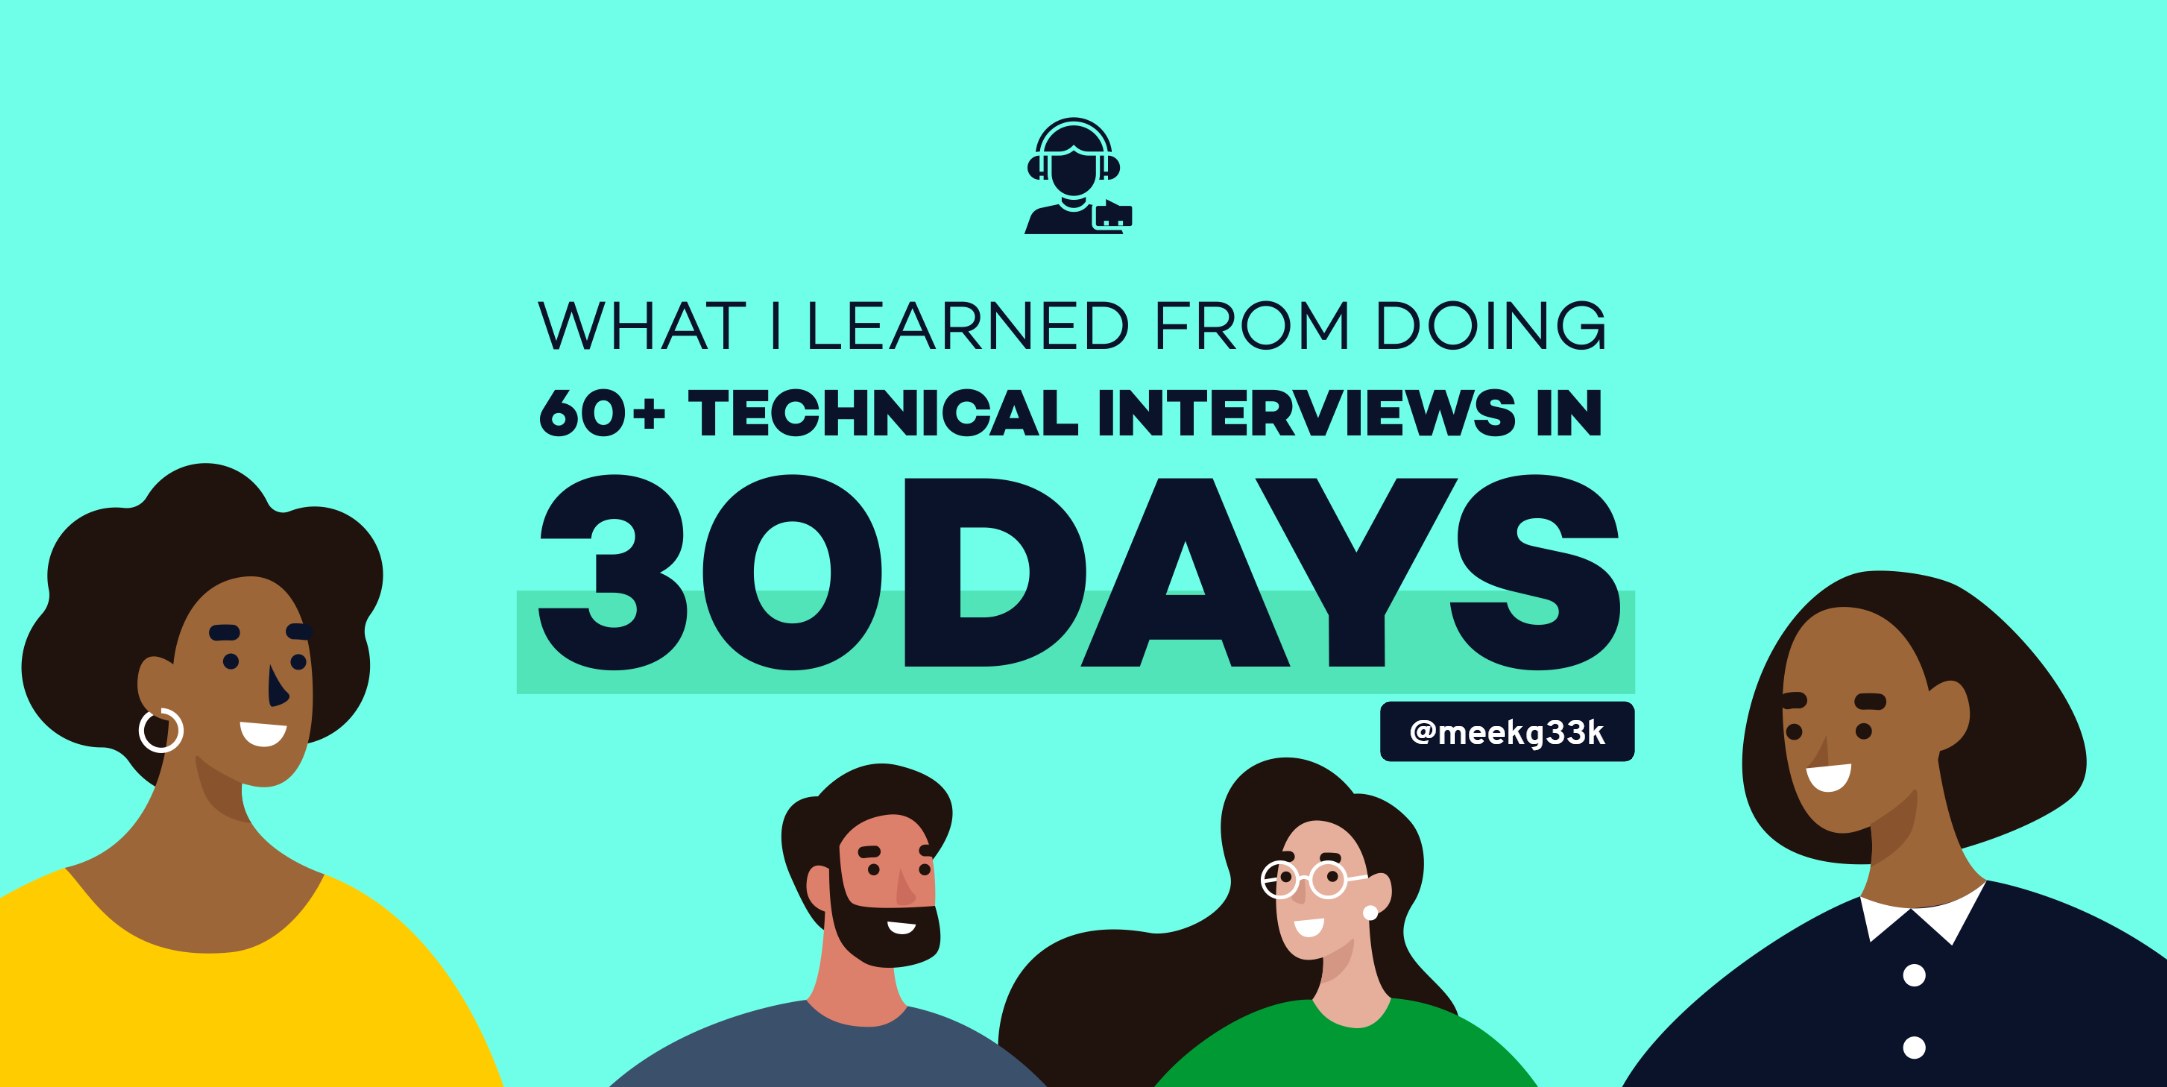 WHAT I LEARNED FROM DOING
60+ TECHNICAL INTERVIEWS IN
30DAYS
@meekg33k